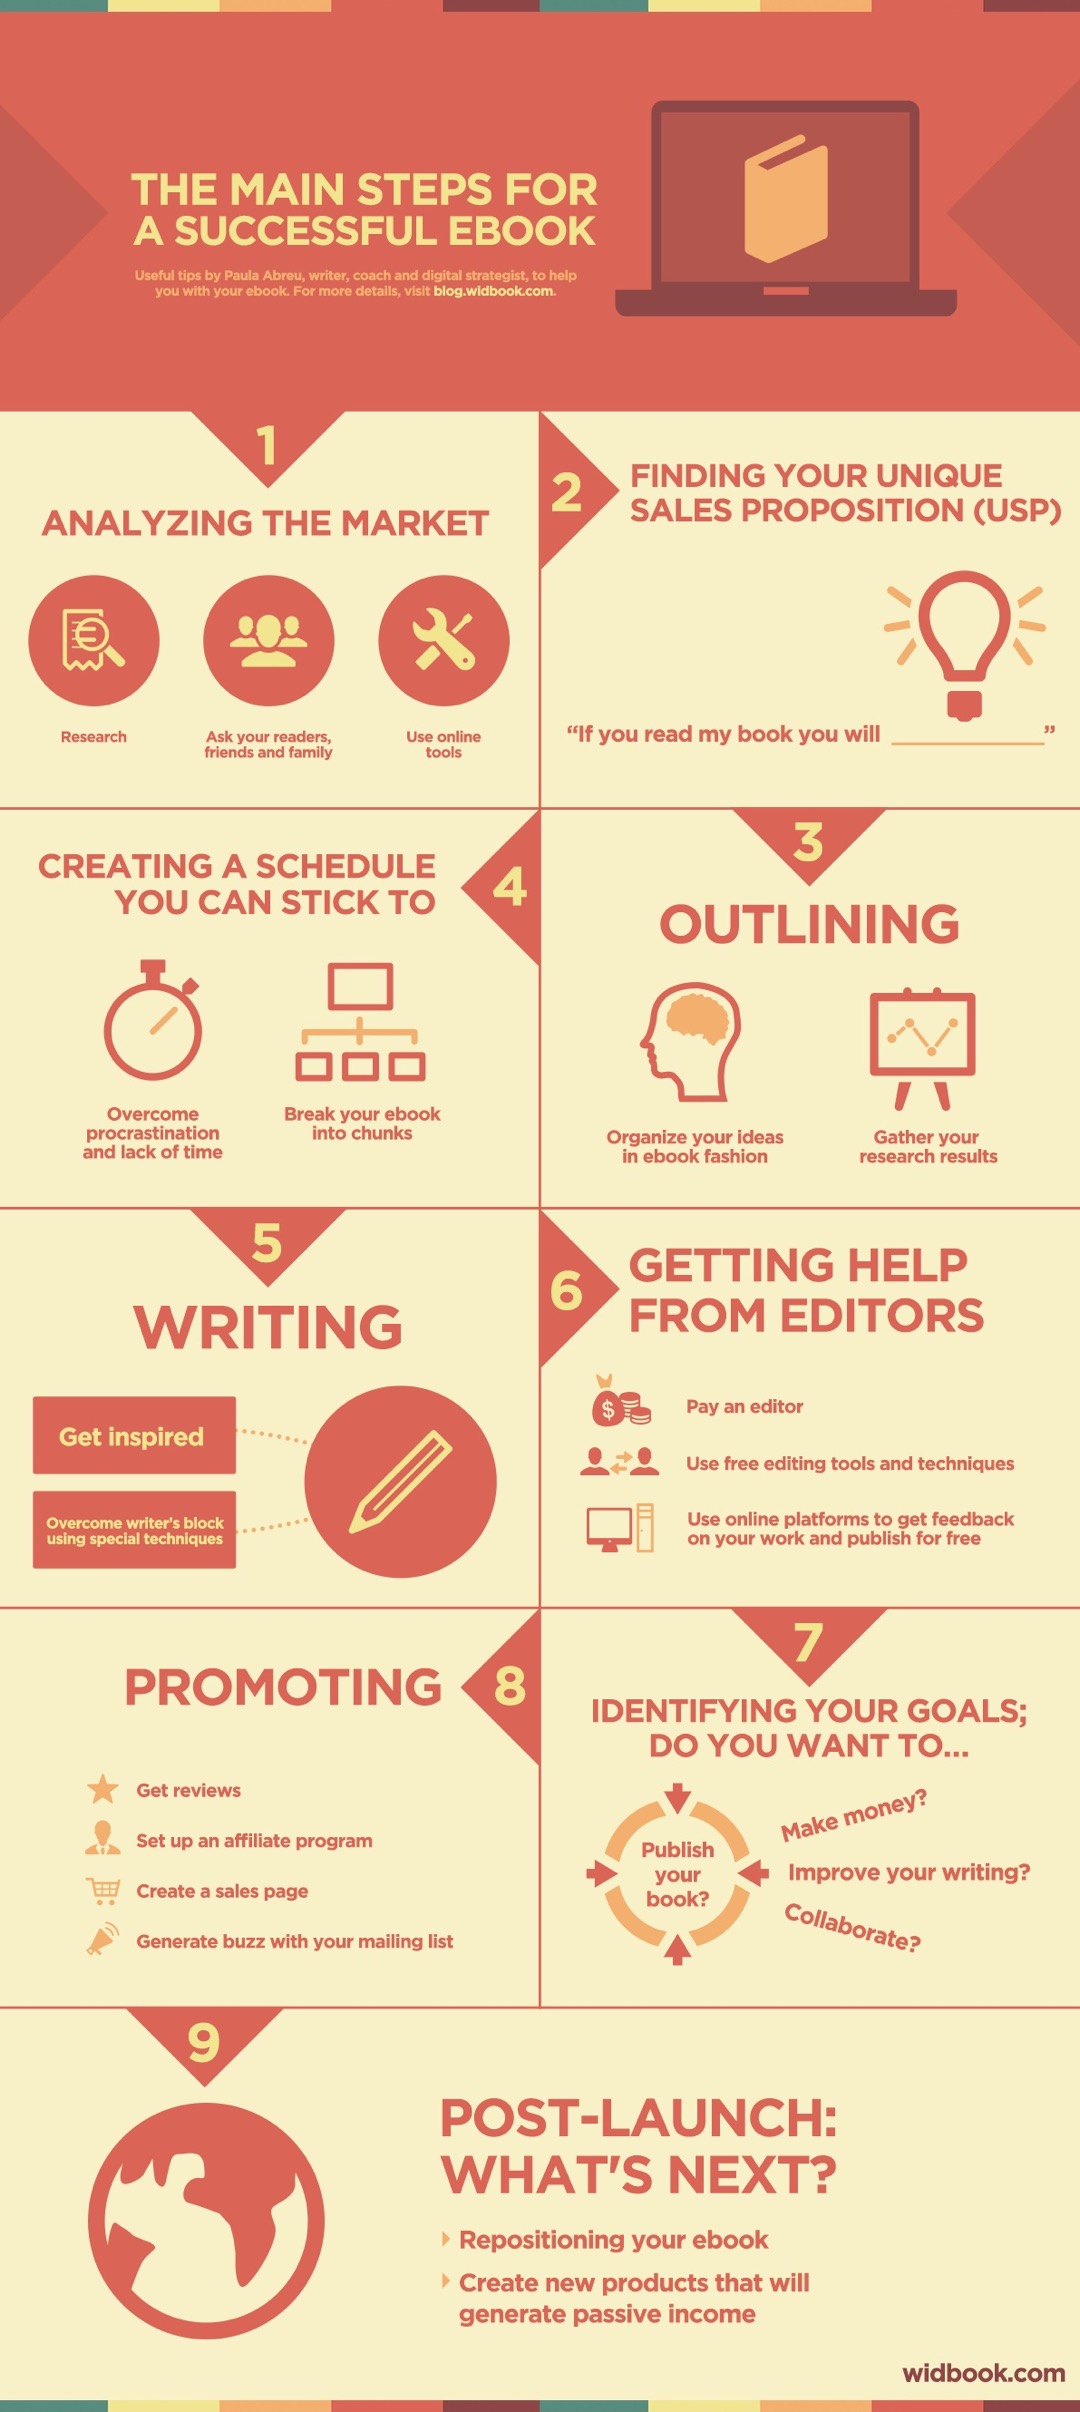 THE MAIN STEPS FOR
A SUCCESSFUL EBOOK
Useful tips by Paula Abreu, writer, coach and digital strategist, to help
you with your ebook. For more details, visit blog.widbook.com.
1
ANALYZING THE MARKET
Research
Ask your readers,
friends and family
Use online
tools
2
FINDING YOUR UNIQUE
SALES PROPOSITION (USP)
“If you read my book you will ____________”
3
OUTLINING
Organize your ideas
in ebook fashion
Gather your
research results
4
CREATING A SCHEDULE
YOU CAN STICK TO
Overcome
procrastination
and lack of time
Break your ebook
into chunks
5
WRITING
Get inspired
Overcome writer's block
using special techniques
6
GETTING HELP
FROM EDITORS
$
Pay an editor
Use free editing tools and techniques
Use online platforms to get feedback
on your work and publish for free
7
IDENTIFYING YOUR GOALS;
DO YOU WANT TO...
Publish
your
book?
Make money?
Improve your writing?
Collaborate?
8
PROMOTING
Get reviews
Set up an affiliate program
Create a sales page
Generate buzz with your mailing list
9
POST-LAUNCH:
WHAT'S NEXT?
Repositioning your ebook
Create new products that will
generate passive income
widbook.com